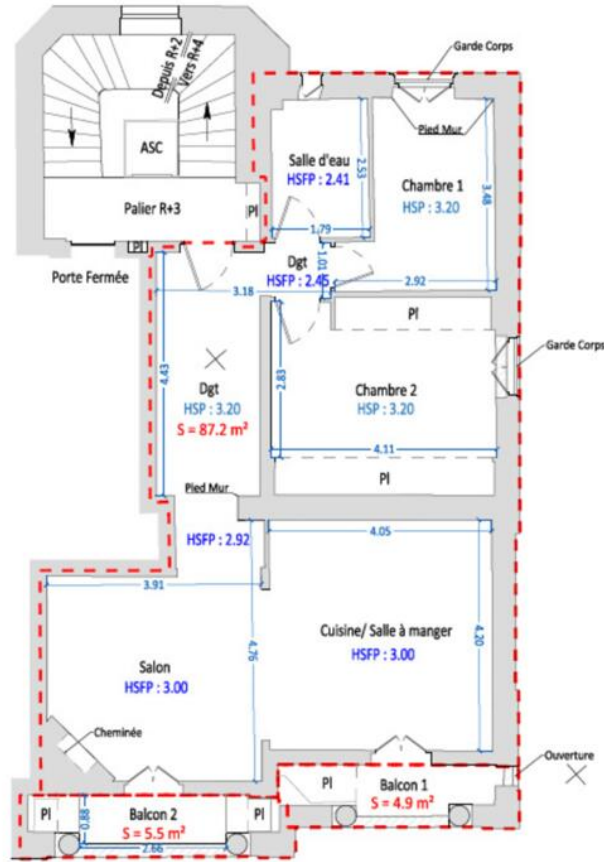 Garde Corps
Depuis R+2
Vers R+4
ASC
Pied Mur
Salle d'eau
HSFP : 2.41
2.53
Chambre 1
HSP : 3.20
3.48
Palier R+3
Pl
Pl
1.79
Porte Fermée
Dgt
HSFP : 2.45
1.01
2.92
3.18
Pl
Garde Corps
4.43
2.83
Dgt
HSP : 3.20
S = 87.2 m²
Chambre 2
HSP : 3.20
4.11
Pl
Pied Mur
4.05
HSFP : 2.92
3.91
Cuisine/ Salle à manger
HSFP : 3.00
4.20
4.76
Salon
HSFP : 3.00
Cheminée
Ouverture
Pl
Balcon 1
S = 4.9 m²
Pl
0.88
Balcon 2
Pl
S = 5.5 m²
2.66